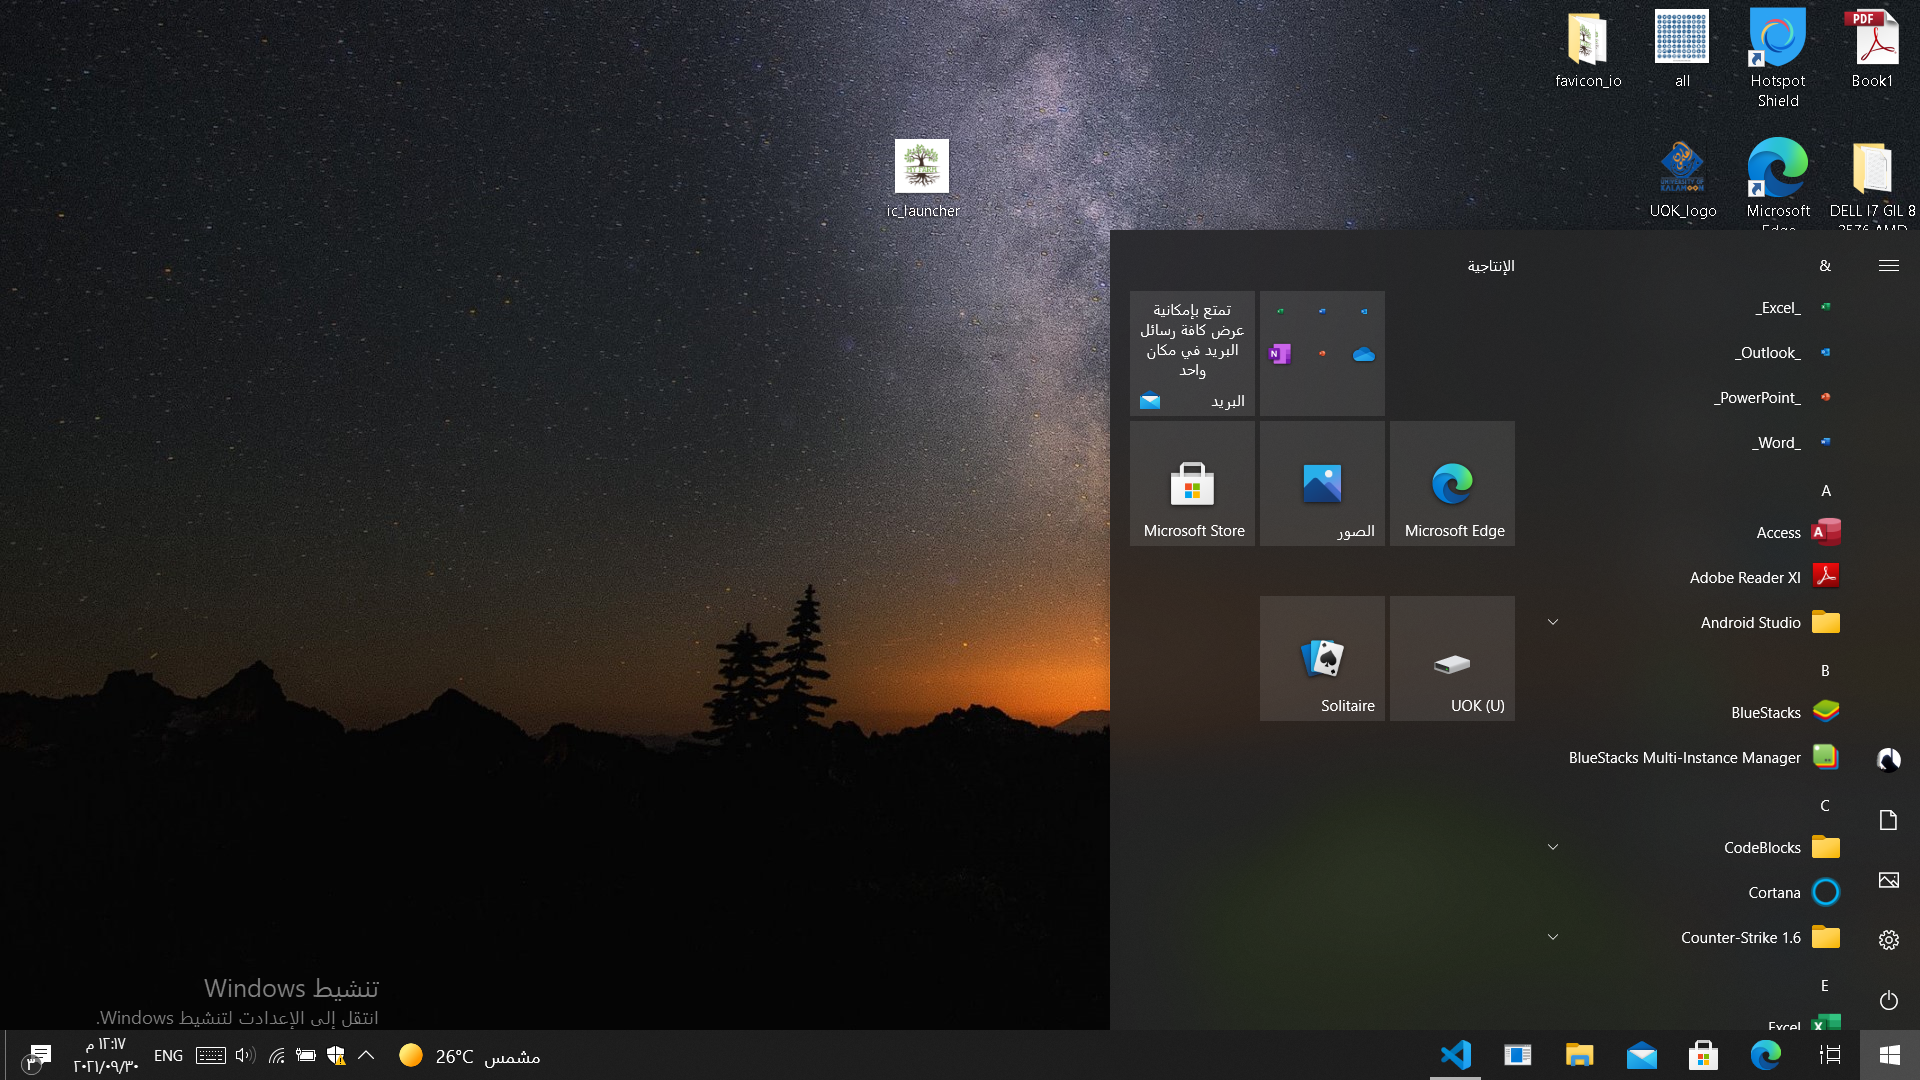 favicon_io
all
Hotspot
Shield
Book1
ic_launcher
UOK_logo
Microsoft
Edge
DELL I7 GIL 8
3576 AMD
الإنتاجية
تمتع بإمكانية
عرض كافة رسائل
البريد في مكان
واحد
البريد
Microsoft Store
الصور
Microsoft Edge
Solitaire
UOK (U)
&
_Excel_
_Outlook_
_PowerPoint_
_Word_
A
Access
Adobe Reader XI
Android Studio
B
BlueStacks
BlueStacks Multi-Instance Manager
C
CodeBlocks
Cortana
Counter-Strike 1.6
E
Excel
تنشيط Windows
انتقل إلى الإعدادت لتنشيط Windows.
١٢:١٧ م
٢٠٢١/٠٩/٣٠
٣
ENG
26°C مشمس